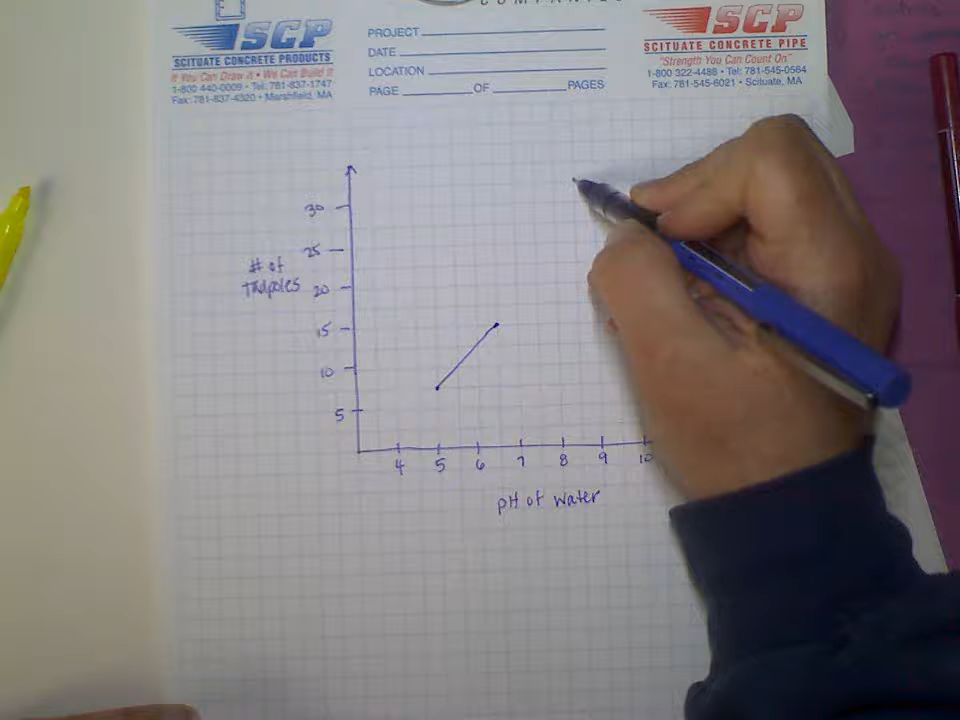 COMPANIES
SCP
SCITUATE CONCRETE PRODUCTS
If You Can Draw it • We Can Build It
1-800 440-0009 • Tel: 781-837-1747
Fax: 781-837-4320 • Marshfield, MA
PROJECT
DATE
LOCATION
PAGE OF PAGES
SCP
SCITUATE CONCRETE PIPE
"Strength You Can Count On"
1-800 322-4488 • Tel: 781-545-0564
Fax: 781-545-6021 • Scituate, MA
30
25
# of
Tadpoles
20
15
10
5
4 5 6 7 8 9 10
pH of water